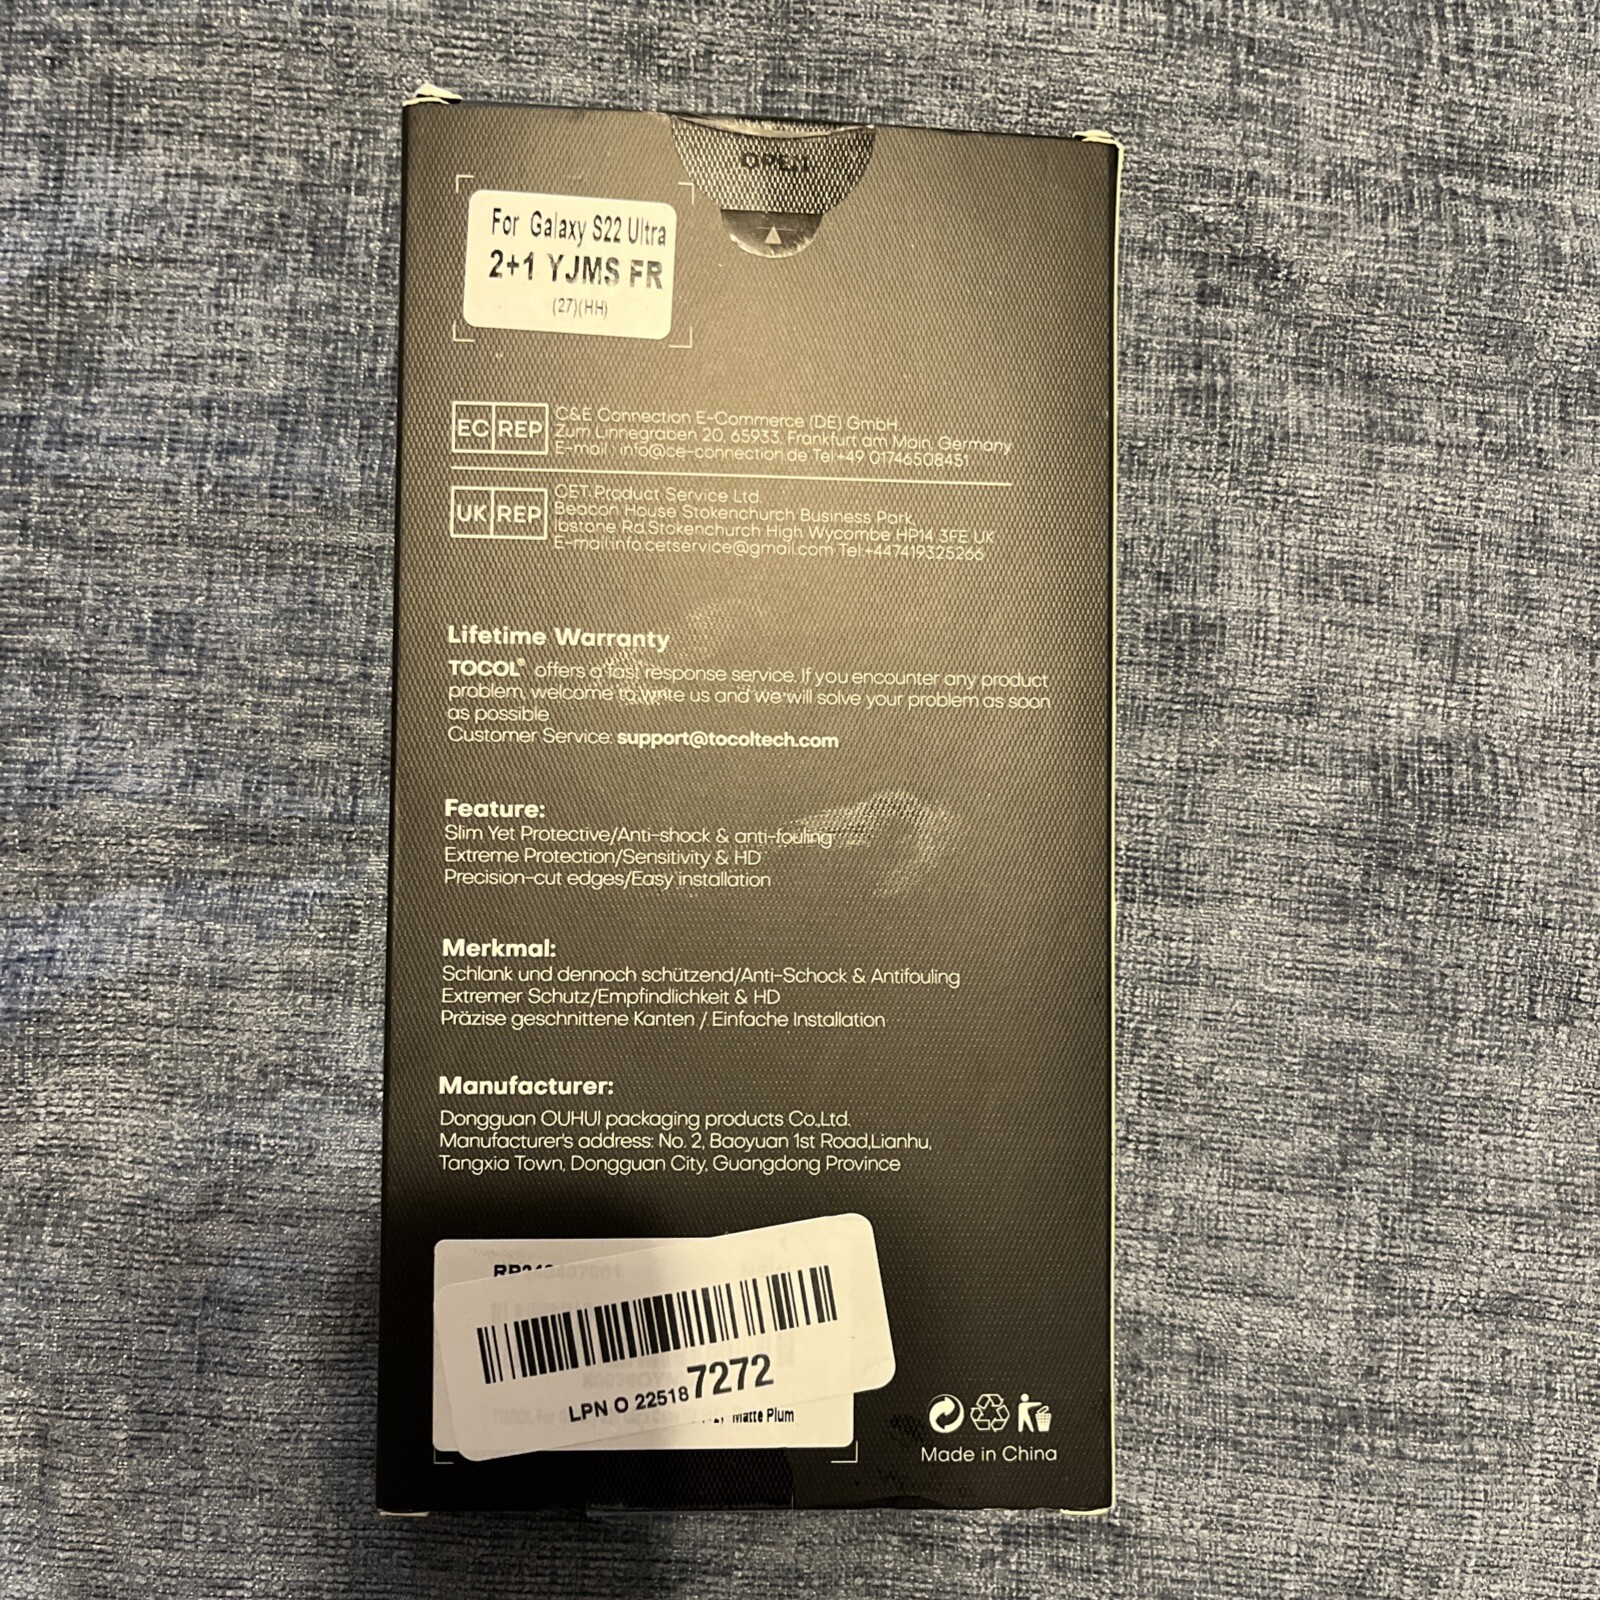 OPEN
For Galaxy S22 Ultra
2+1 YJMS FR
(27)(HH)
EC REP
C&E Connection E-Commerce (DE) GmbH.
Zum Linnegraben 20, 65933, Frankfurt am Main, Germany
E-mail : info@ce-connection.de Tel:+49 01746508451
UK REP
CET Product Service Ltd.
Beacon House Stokenchurch Business Park,
Ibstone Rd,Stokenchurch High Wycombe HP14 3FE UK
E-mail:info.cetservice@gmail.com Tel:+447419325266
Lifetime Warranty
TOCOL® offers a fast response service. If you encounter any product
problem, welcome to write us and we will solve your problem as soon
as possible
Customer Service: support@tocoltech.com
Feature:
Slim Yet Protective/Anti-shock & anti-fouling
Extreme Protection/Sensitivity & HD
Precision-cut edges/Easy installation
Merkmal:
Schlank und dennoch schützend/Anti-Schock & Antifouling
Extremer Schutz/Empfindlichkeit & HD
Präzise geschnittene Kanten / Einfache Installation
Manufacturer:
Dongguan OUHUI packaging products Co.,Ltd.
Manufacturer's address: No. 2, Baoyuan 1st Road,Lianhu,
Tangxia Town, Dongguan City, Guangdong Province
LPN O 22518 7272
Matte Plum
Made in China